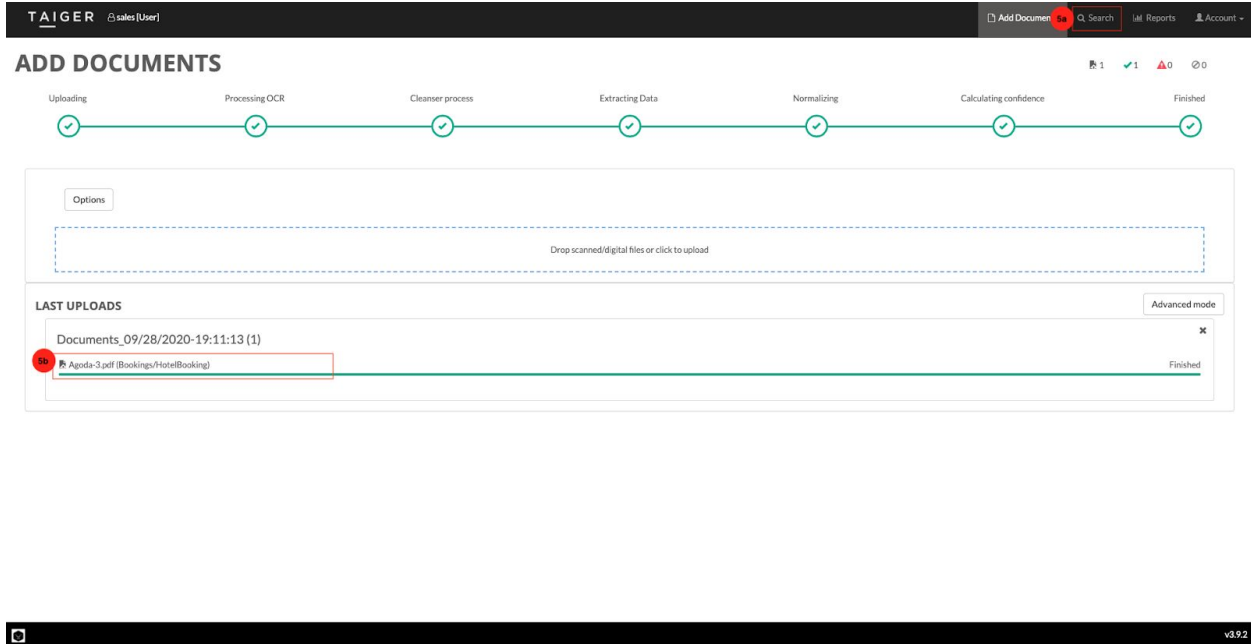 TAIGER sales [User] Add Documen 5a Search Reports Account
ADD DOCUMENTS 1 1 0 0
Uploading Processing OCR Cleanser process Extracting Data Normalizing Calculating confidence Finished
Options
Drop scanned/digital files or click to upload
LAST UPLOADS Advanced mode
Documents_09/28/2020-19:11:13 (1)
5b Agoda-3.pdf (Bookings/HotelBooking) Finished
v3.9.2